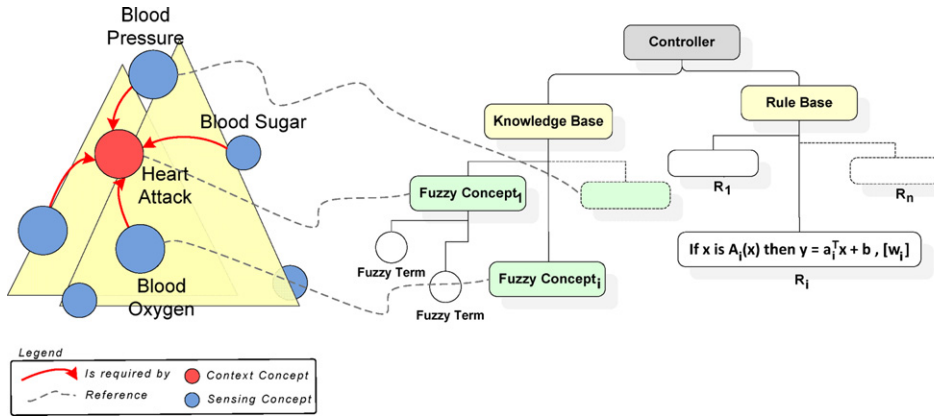 Blood
Pressure
Blood Sugar
Heart
Attack
Blood
Oxygen
Controller
Knowledge Base
Rule Base
Fuzzy Concept₁
R₁
Rₙ
Fuzzy Term
Fuzzy Term
Fuzzy Conceptᵢ
If x is Aᵢ(x) then y = aᵢᵀx + b , [wᵢ]
Rᵢ
Legend
Is required by
Context Concept
Reference
Sensing Concept